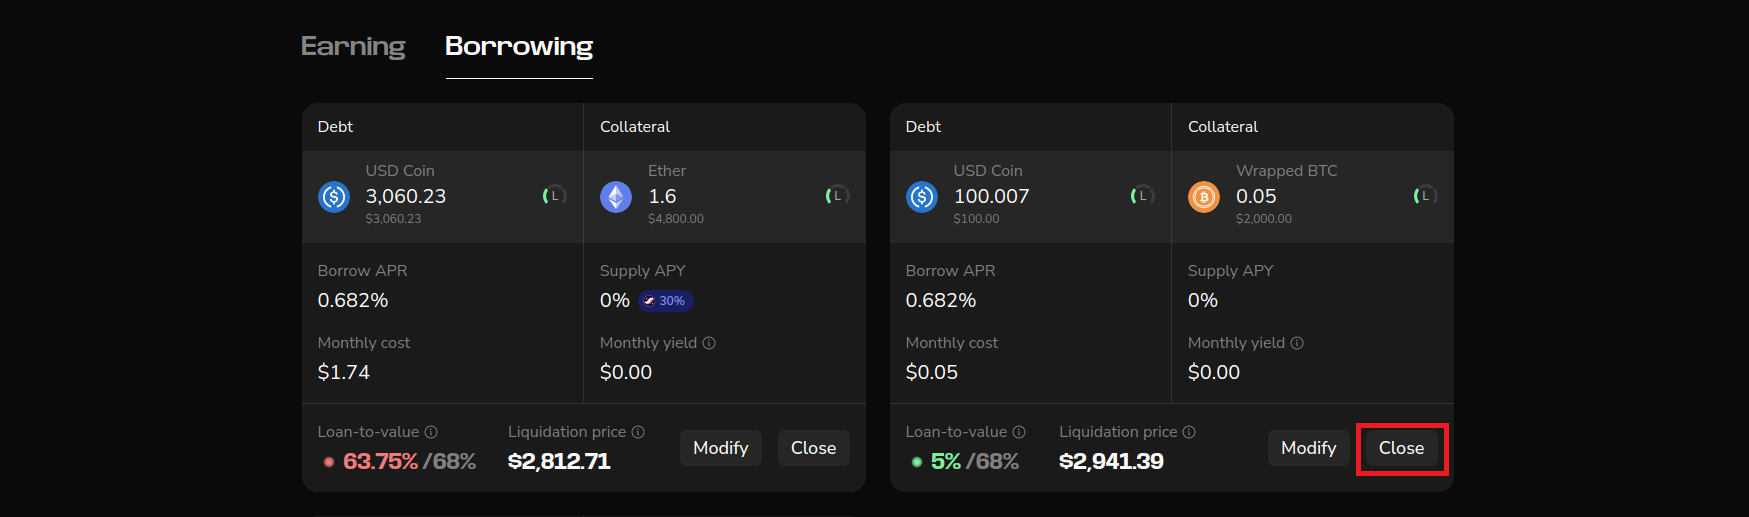 Earning Borrowing
Debt Collateral
USD Coin
3,060.23
$3,060.23
L
Ether
1.6
$4,800.00
L
Borrow APR
0.682%
Supply APY
0% 30%
Monthly cost
$1.74
Monthly yield
$0.00
Loan-to-value
63.75% /68%
Liquidation price
$2,812.71
Modify Close
Debt Collateral
USD Coin
100.007
$100.00
L
Wrapped BTC
0.05
$2,000.00
L
Borrow APR
0.682%
Supply APY
0%
Monthly cost
$0.05
Monthly yield
$0.00
Loan-to-value
5% /68%
Liquidation price
$2,941.39
Modify Close